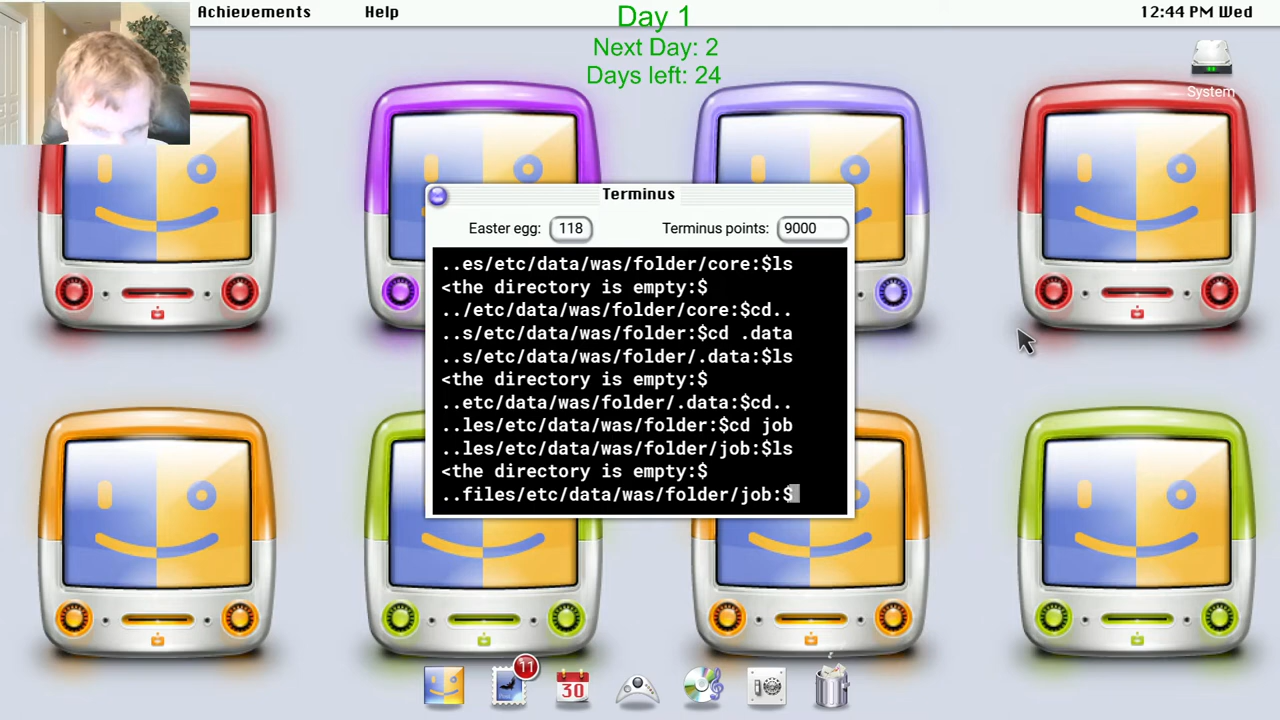 Achievements Help 12:44 PM Wed
Day 1
Next Day: 2
Days left: 24
System
Terminus
Easter egg: 118 Terminus points: 9000
..es/etc/data/was/folder/core:$ls
<the directory is empty:$
../etc/data/was/folder/core:$cd..
..s/etc/data/was/folder:$cd .data
..s/etc/data/was/folder/.data:$ls
<the directory is empty:$
..etc/data/was/folder/.data:$cd..
..les/etc/data/was/folder:$cd job
..les/etc/data/was/folder/job:$ls
<the directory is empty:$
..files/etc/data/was/folder/job:$
11
30